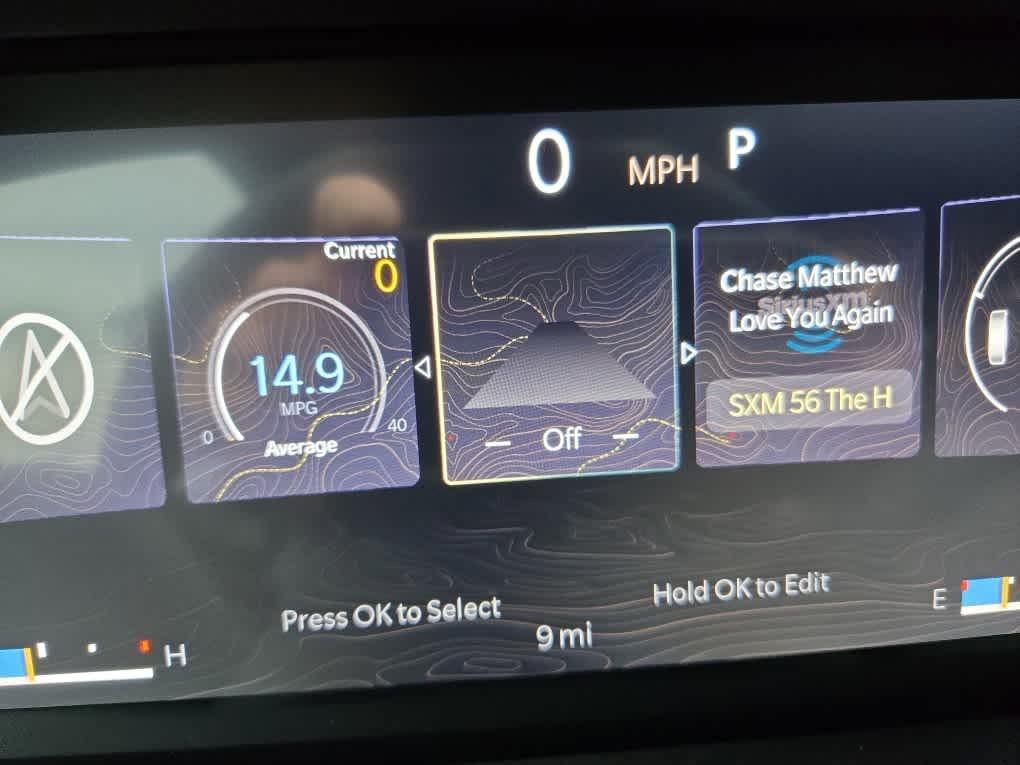 0 MPH P
Current
0
14.9
MPG
0 40
Average
Off
Chase Matthew
SiriusXm
Love You Again
SXM 56 The H
Press OK to Select
Hold OK to Edit
9 mi
H
E